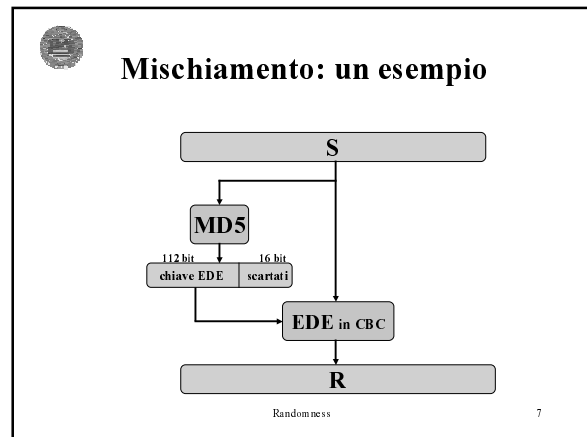 Mischiamento: un esempio
S
MD5
112 bit 16 bit
chiave EDE scartati
EDE in CBC
R
Randomness 7